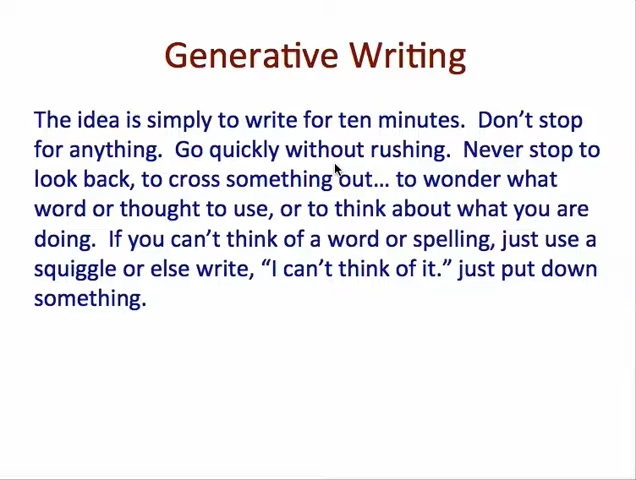 Generative Writing
The idea is simply to write for ten minutes.  Don’t stop
for anything.  Go quickly without rushing.  Never stop to
look back, to cross something out… to wonder what
word or thought to use, or to think about what you are
doing.  If you can’t think of a word or spelling, just use a
squiggle or else write, “I can’t think of it.” just put down
something.